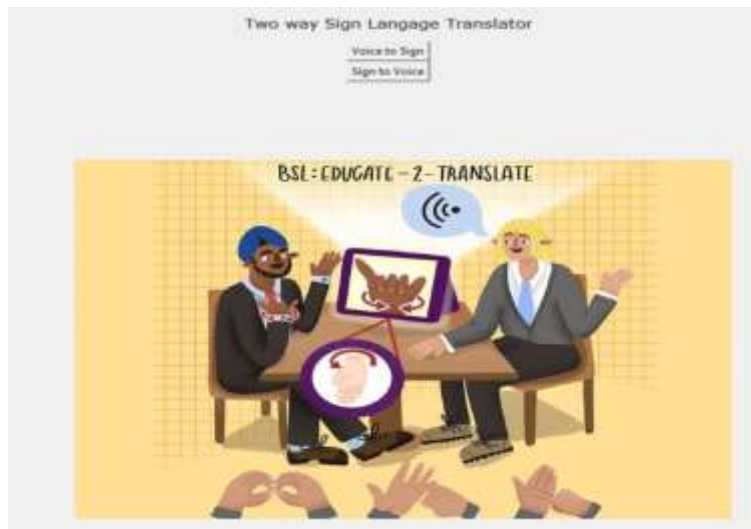 Two way Sign Langage Translator
Voice to Sign
Sign to Voice
BSL: EDUCATE - 2 - TRANSLATE